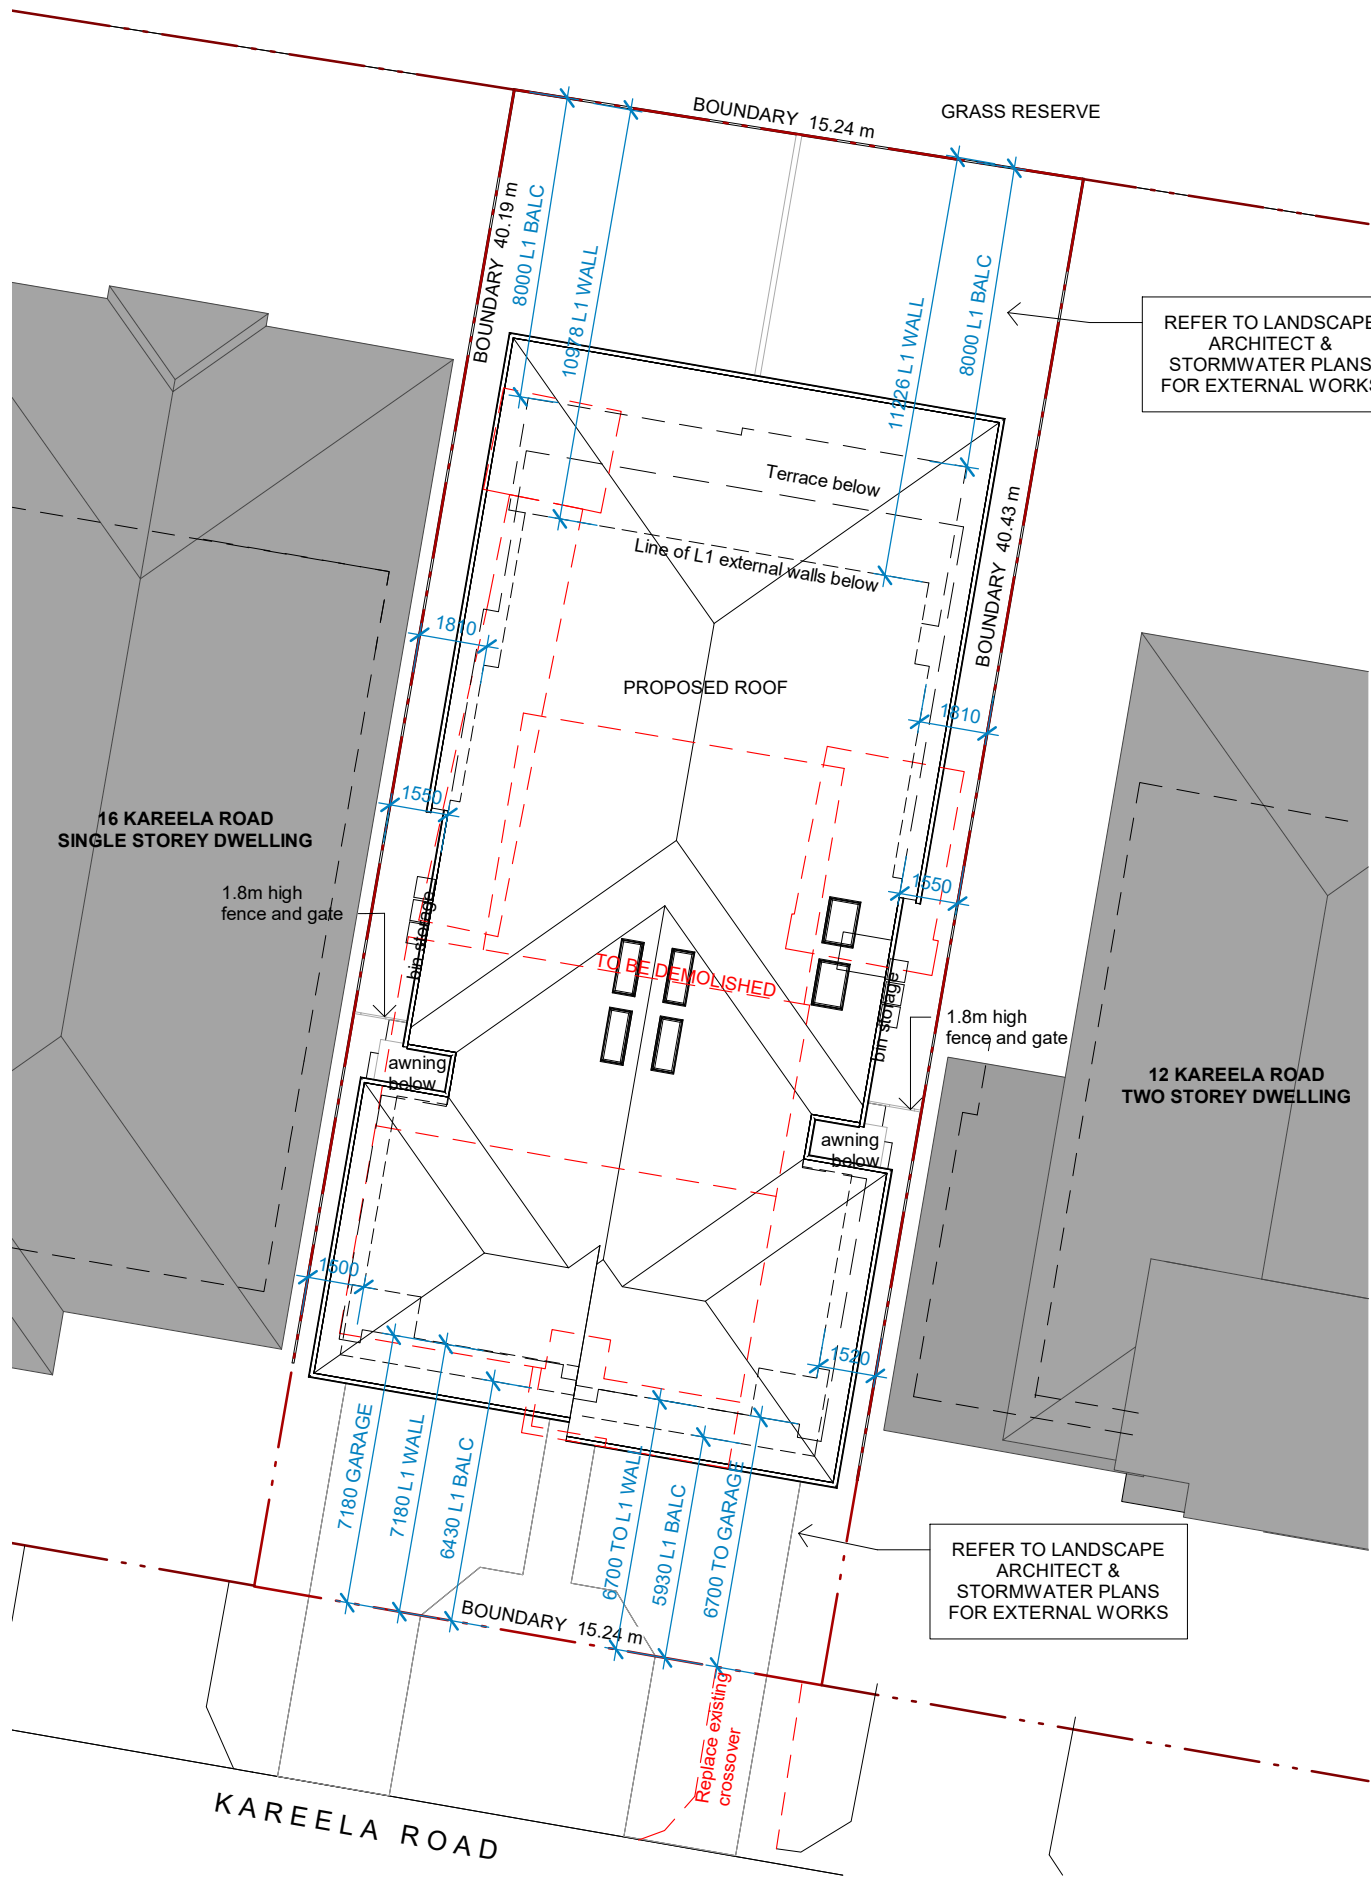 GRASS RESERVE
BOUNDARY 15.24 m
BOUNDARY 40.19 m
8000 L1 BALC
10978 L1 WALL
11226 L1 WALL
8000 L1 BALC
REFER TO LANDSCAPE
ARCHITECT &
STORMWATER PLANS
FOR EXTERNAL WORKS
Terrace below
Line of L1 external walls below
BOUNDARY 40.43 m
1810
PROPOSED ROOF
1810
1550
16 KAREELA ROAD
SINGLE STOREY DWELLING
1.8m high
fence and gate
bin storage
1550
TO BE DEMOLISHED
bin storage
1.8m high
fence and gate
awning
below
12 KAREELA ROAD
TWO STOREY DWELLING
awning
below
1500
1520
7180 GARAGE
7180 L1 WALL
6430 L1 BALC
6700 TO L1 WALL
5930 L1 BALC
6700 TO GARAGE
REFER TO LANDSCAPE
ARCHITECT &
STORMWATER PLANS
FOR EXTERNAL WORKS
BOUNDARY 15.24 m
Replace existing
crossover
KAREELA ROAD